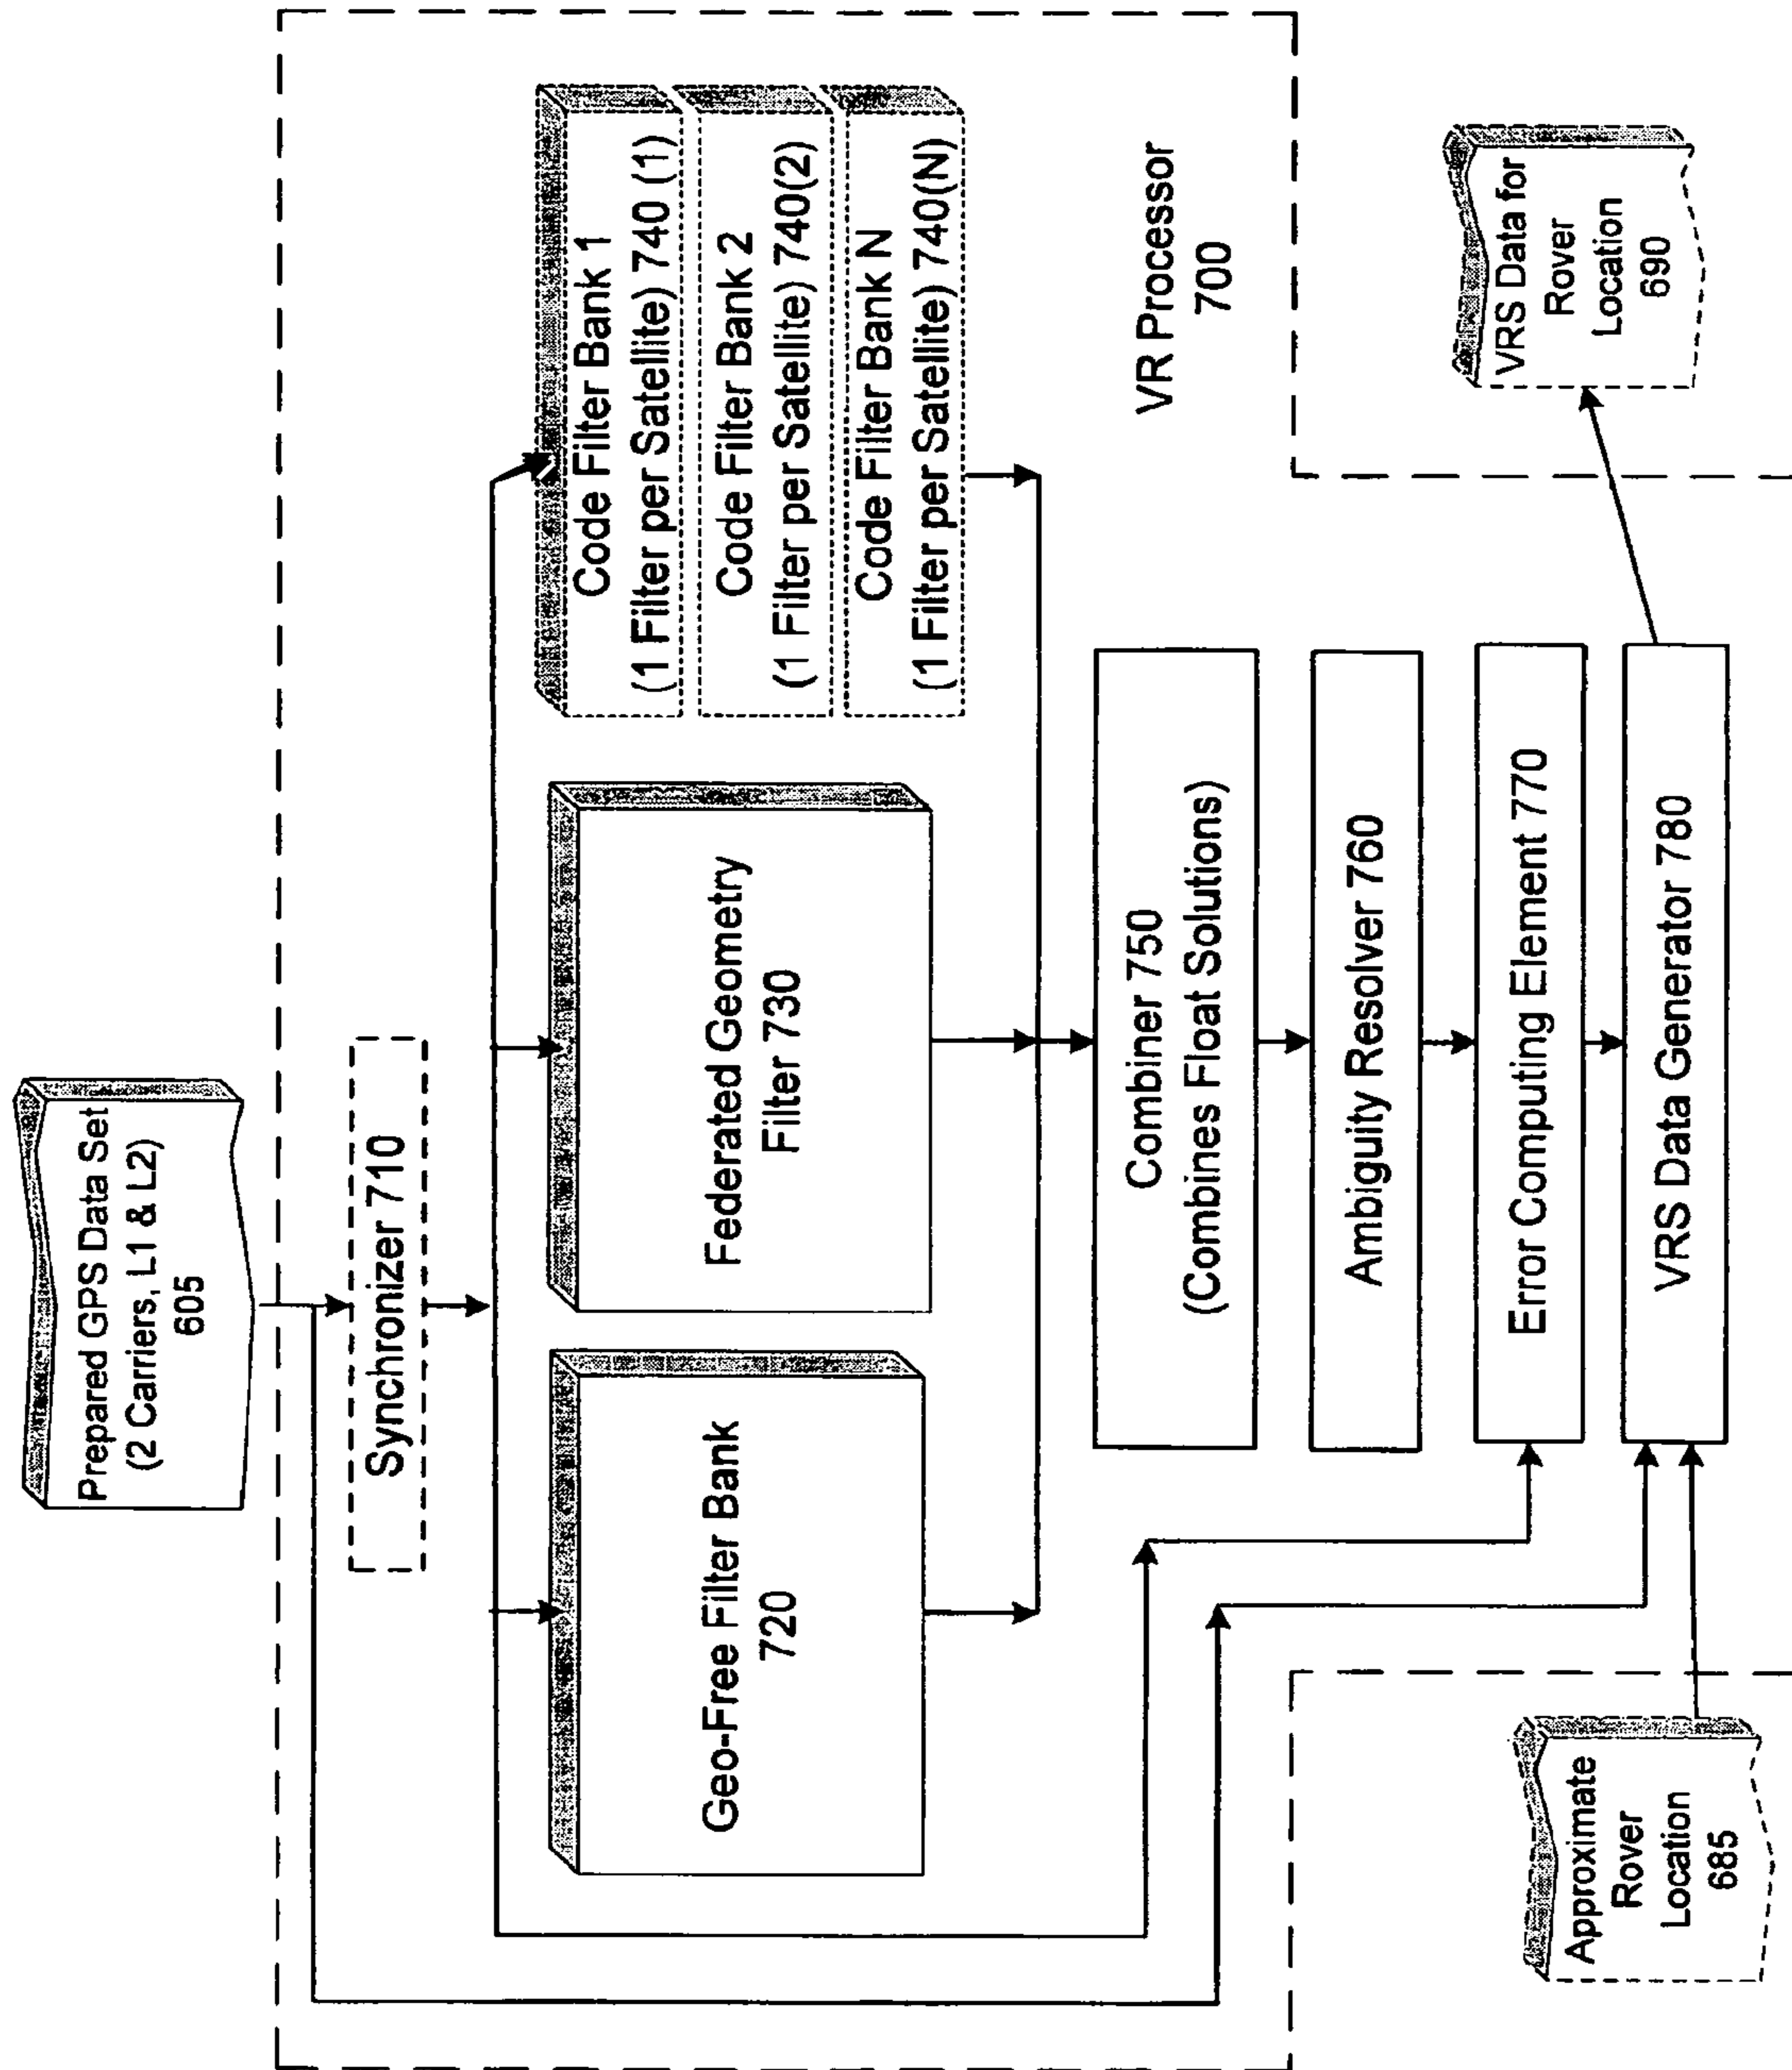 Prepared GPS Data Set
(2 Carriers, L1 & L2)
605
Synchronizer 710
Geo-Free Filter Bank
720
Federated Geometry
Filter 730
Code Filter Bank 1
(1 Filter per Satellite) 740 (1)
Code Filter Bank 2
(1 Filter per Satellite) 740(2)
Code Filter Bank N
(1 Filter per Satellite) 740(N)
Combiner 750
(Combines Float Solutions)
VR Processor
700
Ambiguity Resolver 760
Error Computing Element 770
VRS Data Generator 780
Approximate
Rover
Location
685
VRS Data for
Rover
Location
690